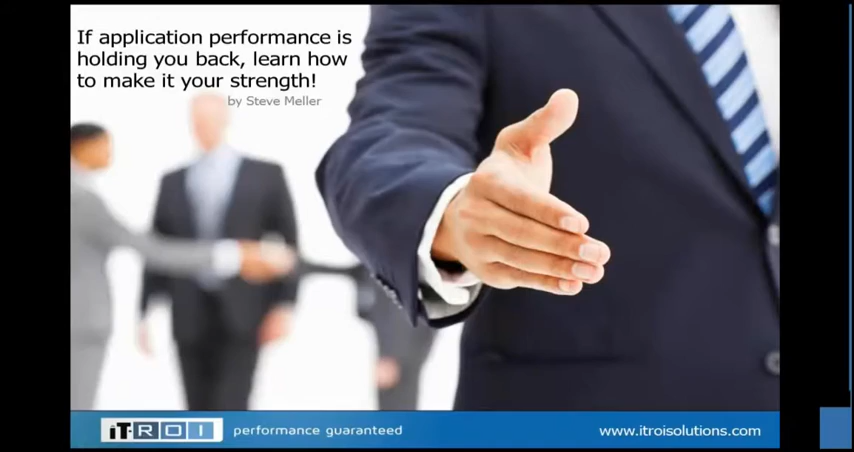 If application performance is
holding you back, learn how
to make it your strength!
by Steve Meller
iT-ROI performance guaranteed
www.itroisolutions.com